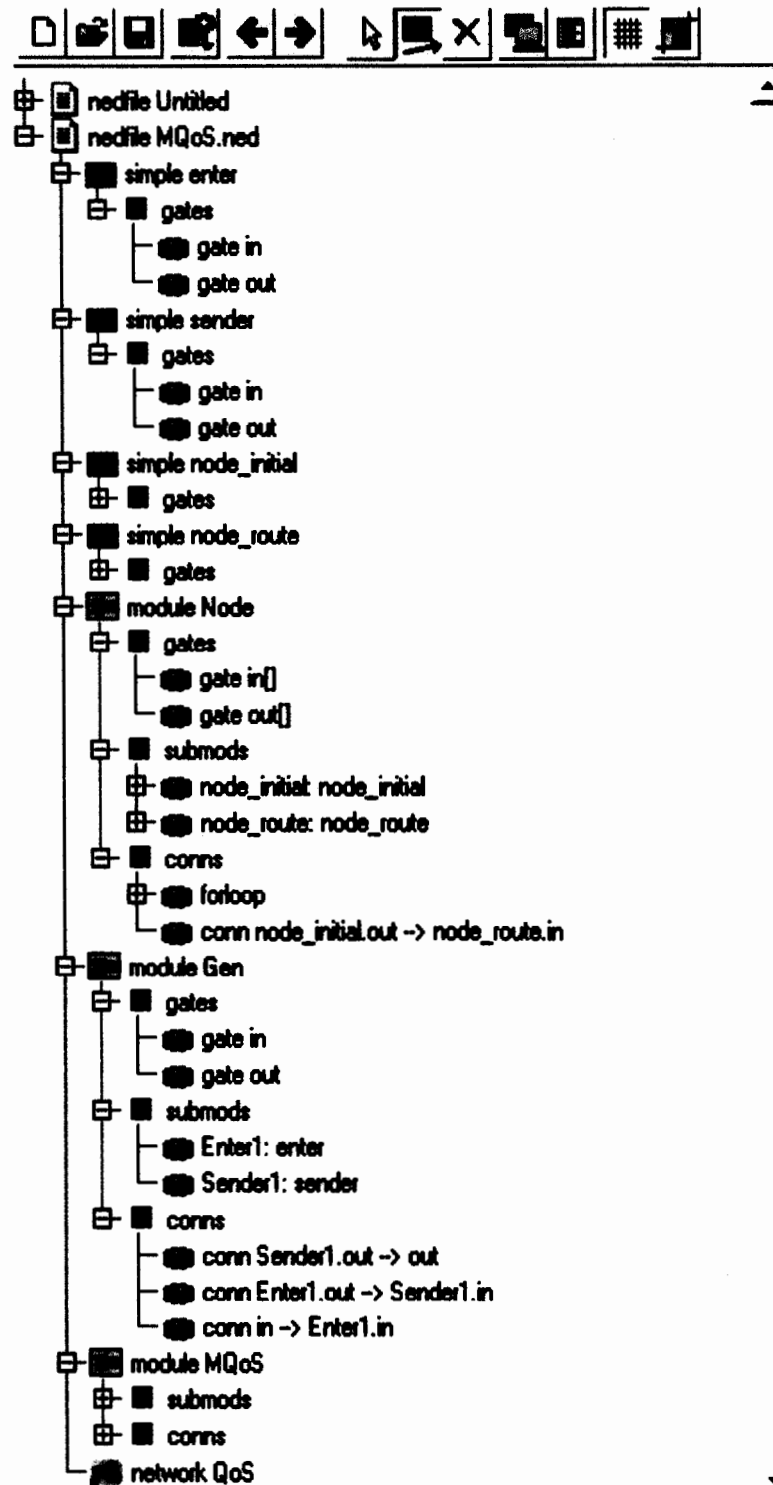 nedfile Untitled
nedfile MQoS.ned
simple enter
gates
gate in
gate out
simple sender
gates
gate in
gate out
simple node_initial
gates
simple node_route
gates
module Node
gates
gate in[]
gate out[]
submods
node_initial: node_initial
node_route: node_route
conns
forloop
conn node_initial.out --> node_route.in
module Gen
gates
gate in
gate out
submods
Enter1: enter
Sender1: sender
conns
conn Sender1.out --> out
conn Enter1.out --> Sender1.in
conn in --> Enter1.in
module MQoS
submods
conns
network QoS